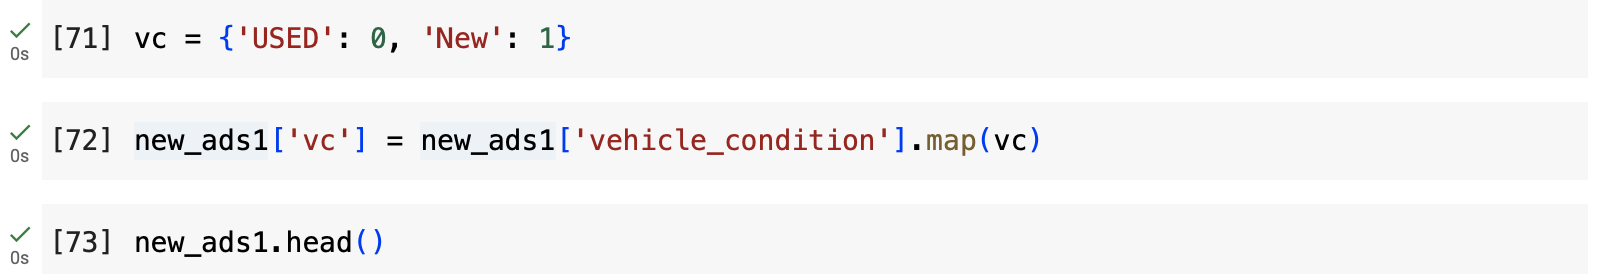 [71] vc = {'USED': 0, 'New': 1}
0s
[72] new_ads1['vc'] = new_ads1['vehicle_condition'].map(vc)
0s
[73] new_ads1.head()
0s